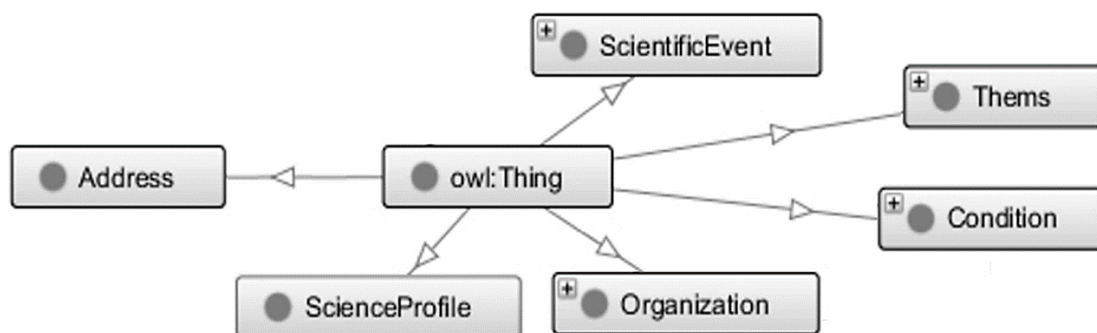 ScientificEvent
Thems
Address
owl:Thing
Condition
ScienceProfile
Organization